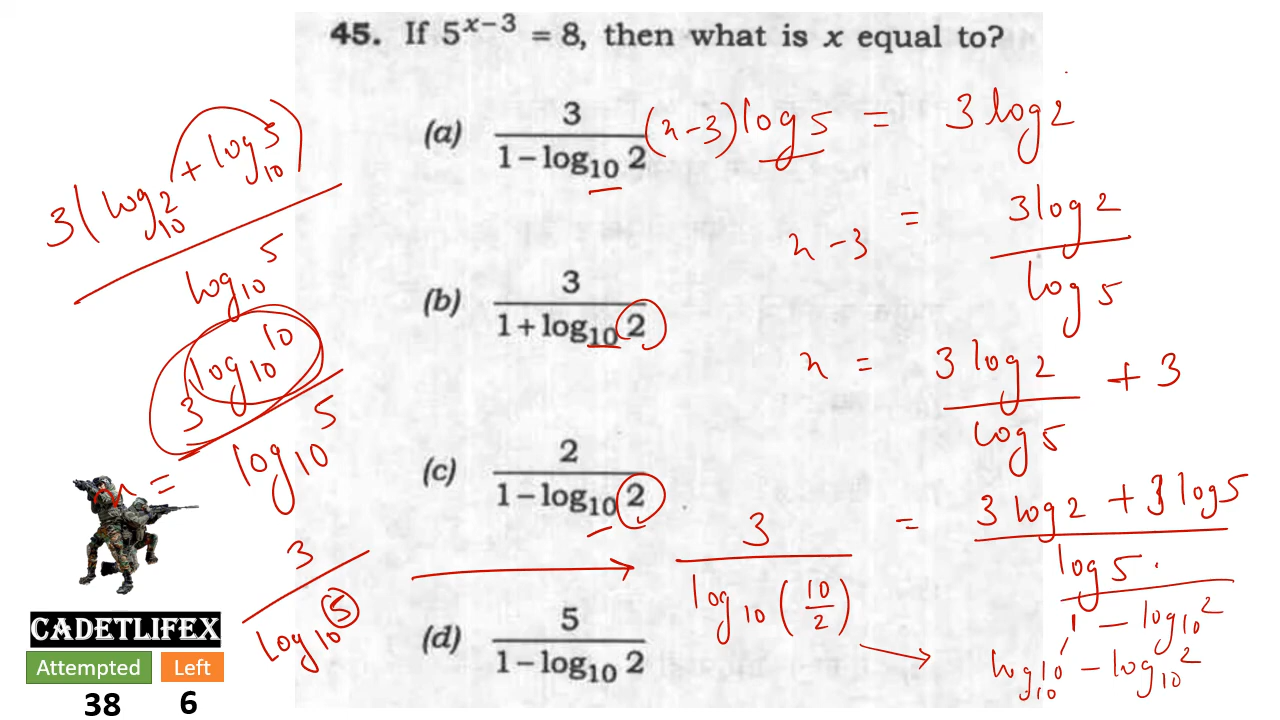 45. If 5^{x−3} = 8, then what is x equal to?
(a) 3 / (1 − log₁₀ 2)
(x−3) log 5 = 3 log 2
3(log₁₀ 2 + log₁₀ 5) / log₁₀ 5
x − 3 = 3 log 2 / log 5
(b) 3 / (1 + log₁₀ 2)
3 log₁₀ 10 / log₁₀ 5
x = 3 log 2 / log 5 + 3
(c) 2 / (1 − log₁₀ 2)
= (3 log 2 + 3 log 5) / log 5
3 / log₁₀ 5
3 / log₁₀ (10/2)
(d) 5 / (1 − log₁₀ 2)
1 − log₁₀ 2
log₁₀ 10 − log₁₀ 2
CADETLIFEX
Attempted Left
38 6